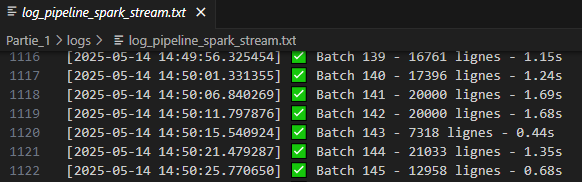 log_pipeline_spark_stream.txt ×
Partie_1 > logs > log_pipeline_spark_stream.txt
1116 [2025-05-14 14:49:56.325454] ✅ Batch 139 - 16761 lignes - 1.15s
1117 [2025-05-14 14:50:01.331355] ✅ Batch 140 - 17396 lignes - 1.24s
1118 [2025-05-14 14:50:06.840269] ✅ Batch 141 - 20000 lignes - 1.69s
1119 [2025-05-14 14:50:11.797876] ✅ Batch 142 - 20000 lignes - 1.68s
1120 [2025-05-14 14:50:15.540924] ✅ Batch 143 - 7318 lignes - 0.44s
1121 [2025-05-14 14:50:21.479287] ✅ Batch 144 - 21033 lignes - 1.35s
1122 [2025-05-14 14:50:25.770650] ✅ Batch 145 - 12958 lignes - 0.68s